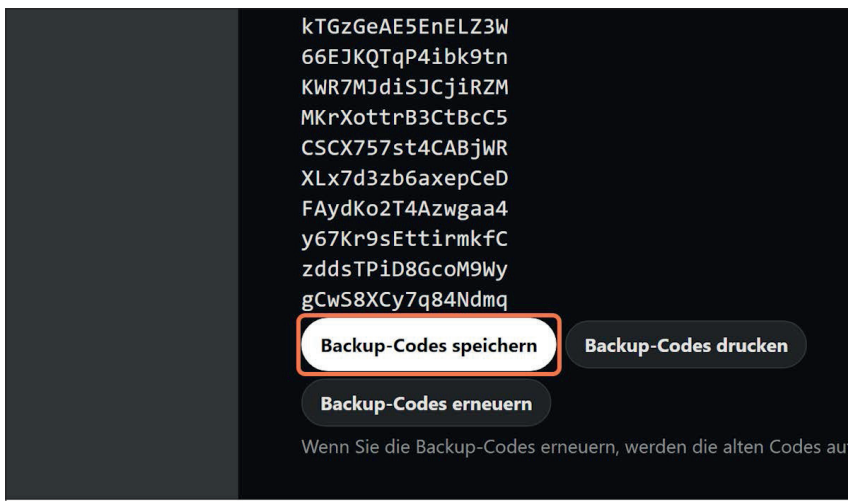 kTGzGeAE5EnELZ3W
66EJKQTqP4ibk9tn
KWR7MJdiSJCjiRZM
MKrXottrB3CtBcC5
CSCX757st4CABjWR
XLx7d3zb6axepCeD
FAydKo2T4Azwgaa4
y67Kr9sEttirmkfC
zddsTPiD8GcoM9Wy
gCwS8XCy7q84Ndmq
Backup-Codes speichern Backup-Codes drucken
Backup-Codes erneuern
Wenn Sie die Backup-Codes erneuern, werden die alten Codes